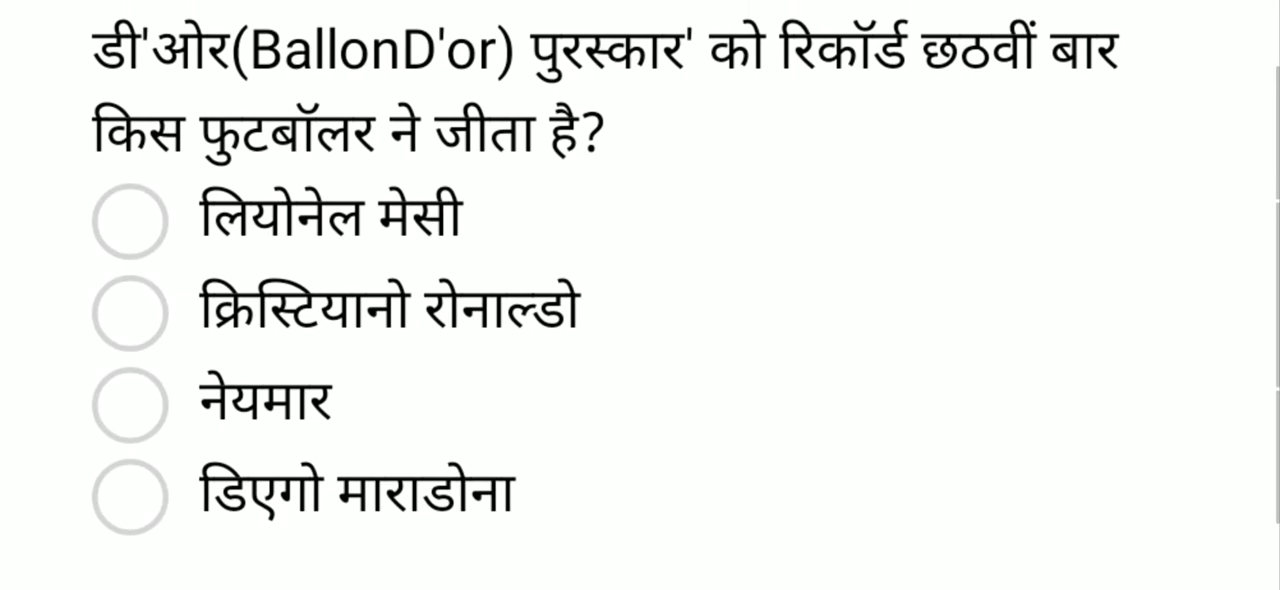 डी'ओर(BallonD'or) पुरस्कार' को रिकॉर्ड छठवीं बार
किस फुटबॉलर ने जीता है?
लियोनेल मेसी
क्रिस्टियानो रोनाल्डो
नेयमार
डिएगो माराडोना